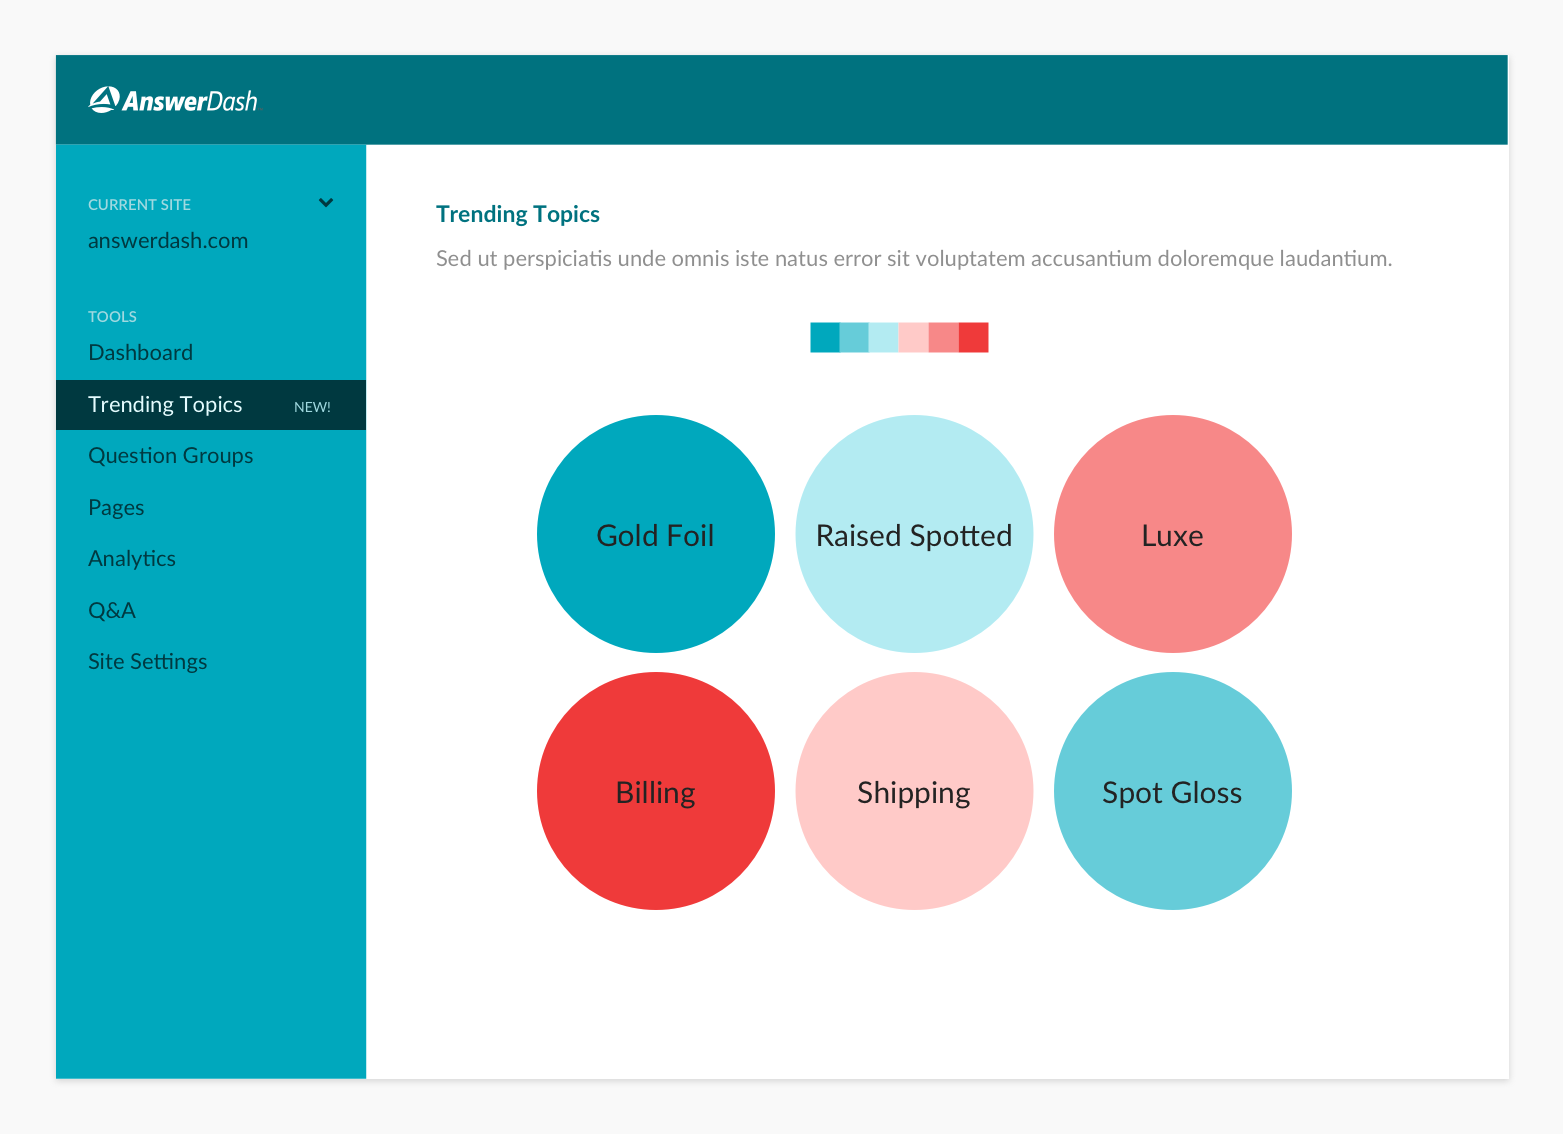 AnswerDash
CURRENT SITE
answerdash.com
TOOLS
Dashboard
Trending Topics NEW!
Question Groups
Pages
Analytics
Q&A
Site Settings
Trending Topics
Sed ut perspiciatis unde omnis iste natus error sit voluptatem accusantium doloremque laudantium.
Gold Foil
Raised Spotted
Luxe
Billing
Shipping
Spot Gloss